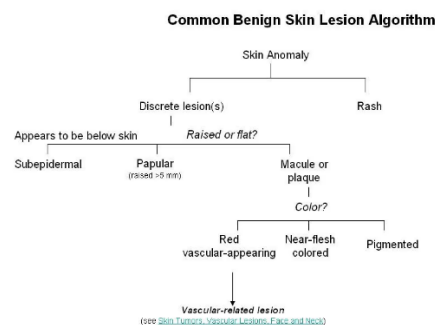 Common Benign Skin Lesion Algorithm
Skin Anomaly
Discrete lesion(s) Rash
Appears to be below skin Raised or flat?
Subepidermal Papular Macule or
(raised >5 mm) plaque
Color?
Red Near-flesh Pigmented
vascular-appearing colored
Vascular-related lesion
(see Skin Tumors, Vascular Lesions, Face and Neck)